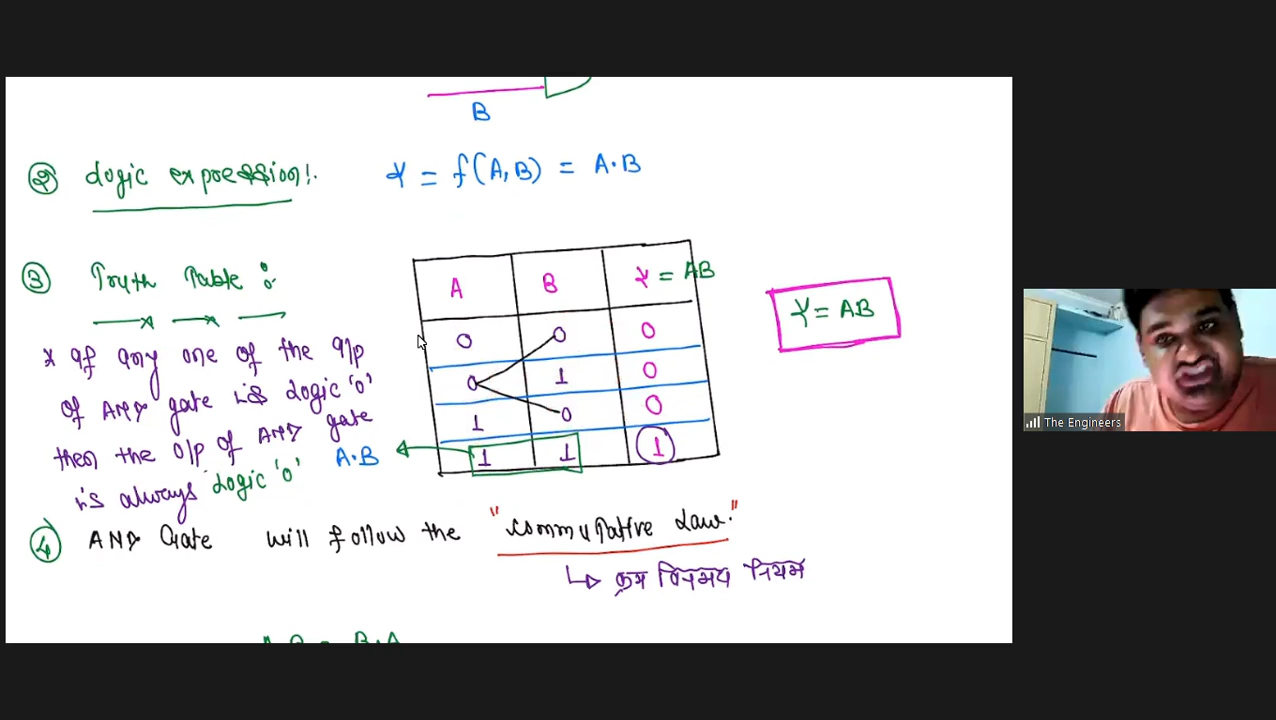 B
② Logic expression:.
Y = f(A,B) = A·B
③ Truth Table :-
A B Y = AB
0 0 0
0 1 0
1 0 0
1 1 1
Y = AB
* If any one of the I/p
of AND gate is Logic '0'
then the O/p of AND gate
is always Logic '0'
A·B
④ AND Gate will follow the "commutative Law."
क्रम विनिमय नियम
A·B = B·A
The Engineers